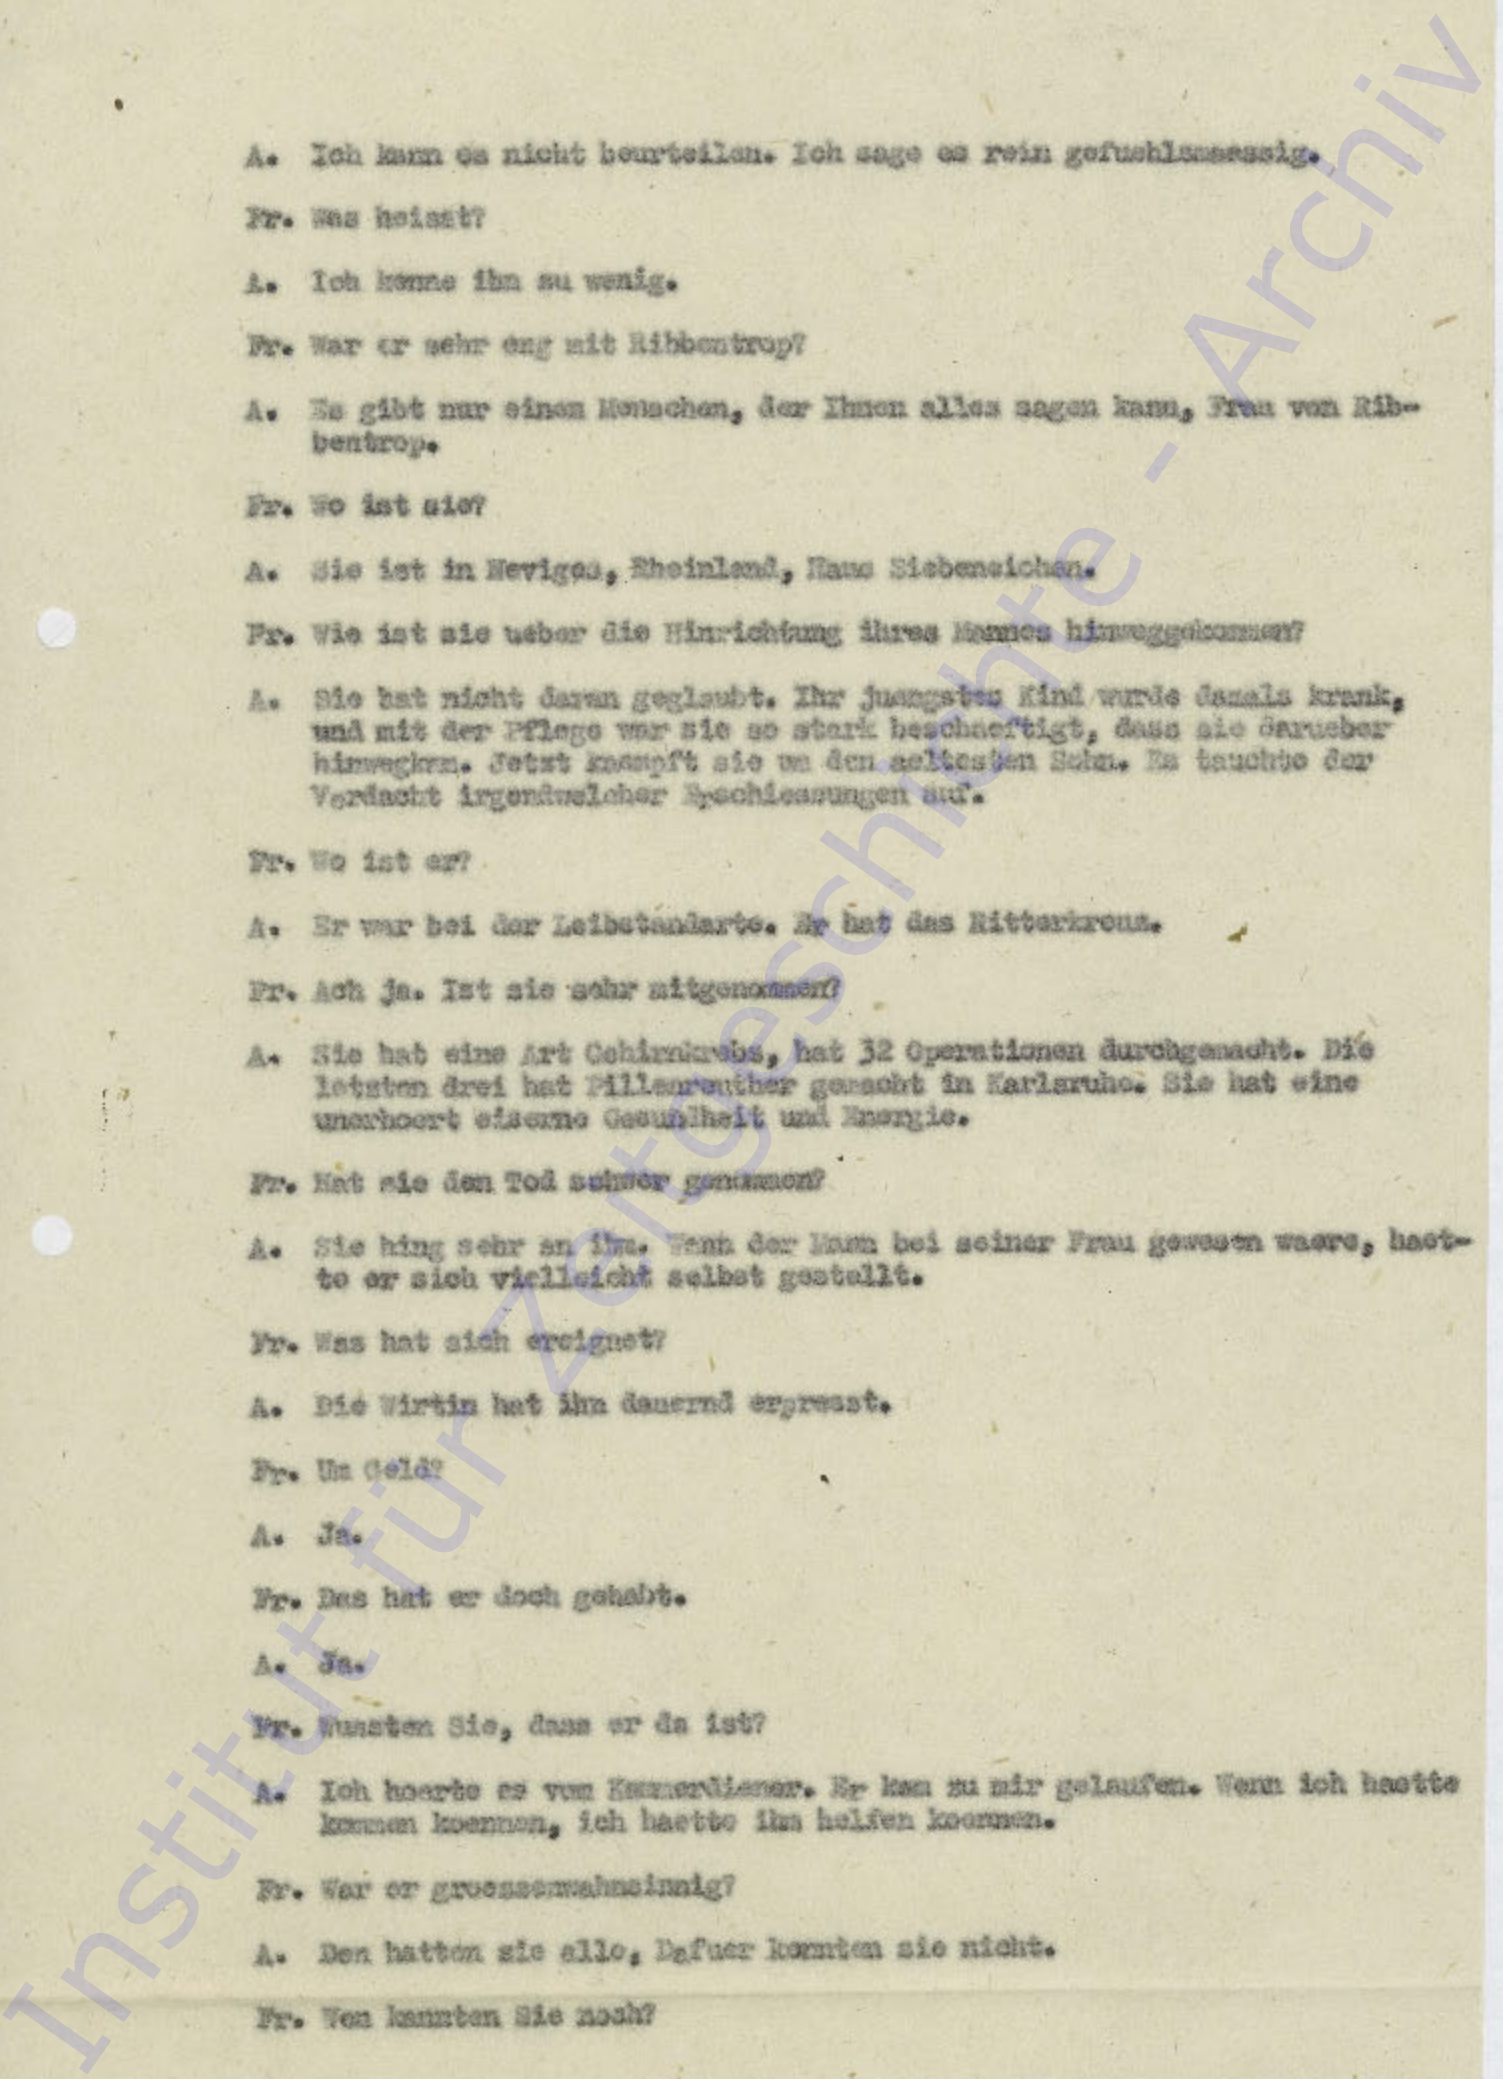 A. Ich kann es nicht beurteilen. Ich sage es rein gefuehlsmaessig.
Fr. Was heisst?
A. Ich kenne ihn zu wenig.
Fr. War er sehr eng mit Ribbentrop?
A. Es gibt nur einen Menschen, der Ihnen alles sagen kann, Frau von Rib-
bentrop.
Fr. Wo ist sie?
A. Sie ist in Neviges, Rheinland, Haus Siebeneichen.
Fr. Wie ist sie ueber die Hinrichtung ihres Mannes hinweggekommen?
A. Sie hat nicht daran geglaubt. Ihr juengstes Kind wurde damals krank,
und mit der Pflege war sie so stark beschaeftigt, dass sie darueber
hinwegkam. Jetzt kaempft sie um den aeltesten Sohn. Es tauchte der
Verdacht irgendwelcher Erschiessungen auf.
Fr. Wo ist er?
A. Er war bei der Leibstandarte. Er hat das Ritterkreuz.
Fr. Ach ja. Ist sie sehr mitgenommen?
A. Sie hat eine Art Gehirnkrebs, hat 32 Operationen durchgemacht. Die
letzten drei hat Pillenreuther gemacht in Karlsruhe. Sie hat eine
unerhoert eiserne Gesundheit und Energie.
Fr. Hat sie den Tod schwer genommen?
A. Sie hing sehr an ihm. Wenn der Mann bei seiner Frau gewesen waere, haet-
te er sich vielleicht selbst gestellt.
Fr. Was hat sich ereignet?
A. Die Wirtin hat ihn dauernd erpresst.
Fr. Um Geld?
A. Ja.
Fr. Das hat er doch gehabt.
A. Ja.
Fr. Wussten Sie, dass er da ist?
A. Ich hoerte es vom Kammerdiener. Er kam zu mir gelaufen. Wenn ich haette
kommen koennen, ich haette ihm helfen koennen.
Fr. War er groessenwahnsinnig?
A. Den hatten sie alle, Dafuer konnten sie nicht.
Fr. Wen kannten Sie noch?
Institut für Zeitgeschichte - Archiv